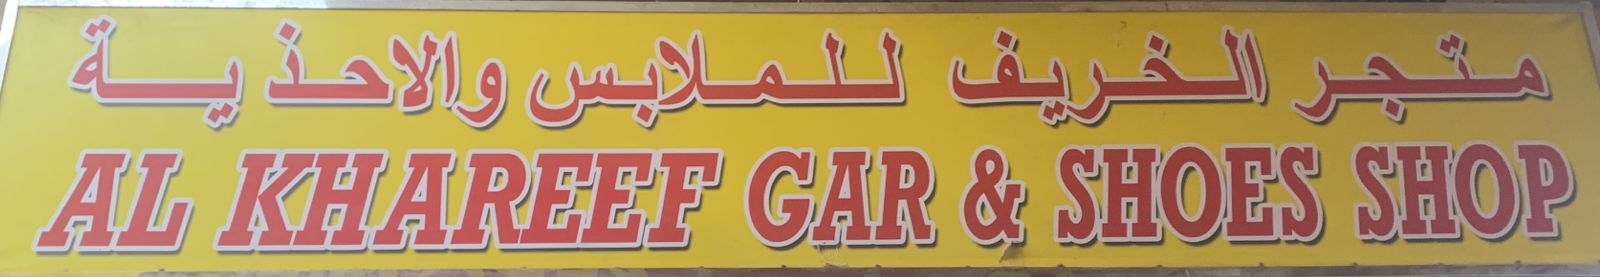 متجر الخريف للملابس والاحذية
AL KHAREEF GAR & SHOES SHOP